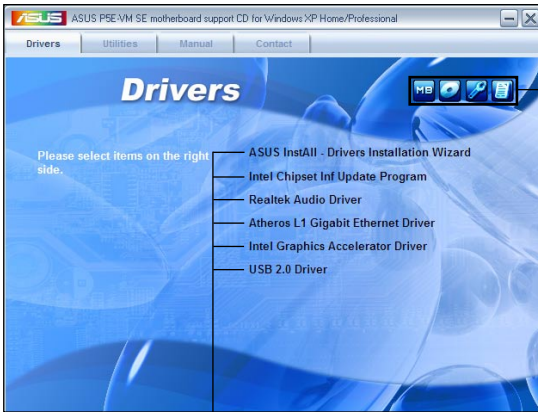 ASUS ASUS P5E-VM SE motherboard support CD for Windows XP Home/Professional
Drivers Utilities Manual Contact
Drivers
MB
Please select items on the right side.
ASUS InstAll - Drivers Installation Wizard
Intel Chipset Inf Update Program
Realtek Audio Driver
Atheros L1 Gigabit Ethernet Driver
Intel Graphics Accelerator Driver
USB 2.0 Driver